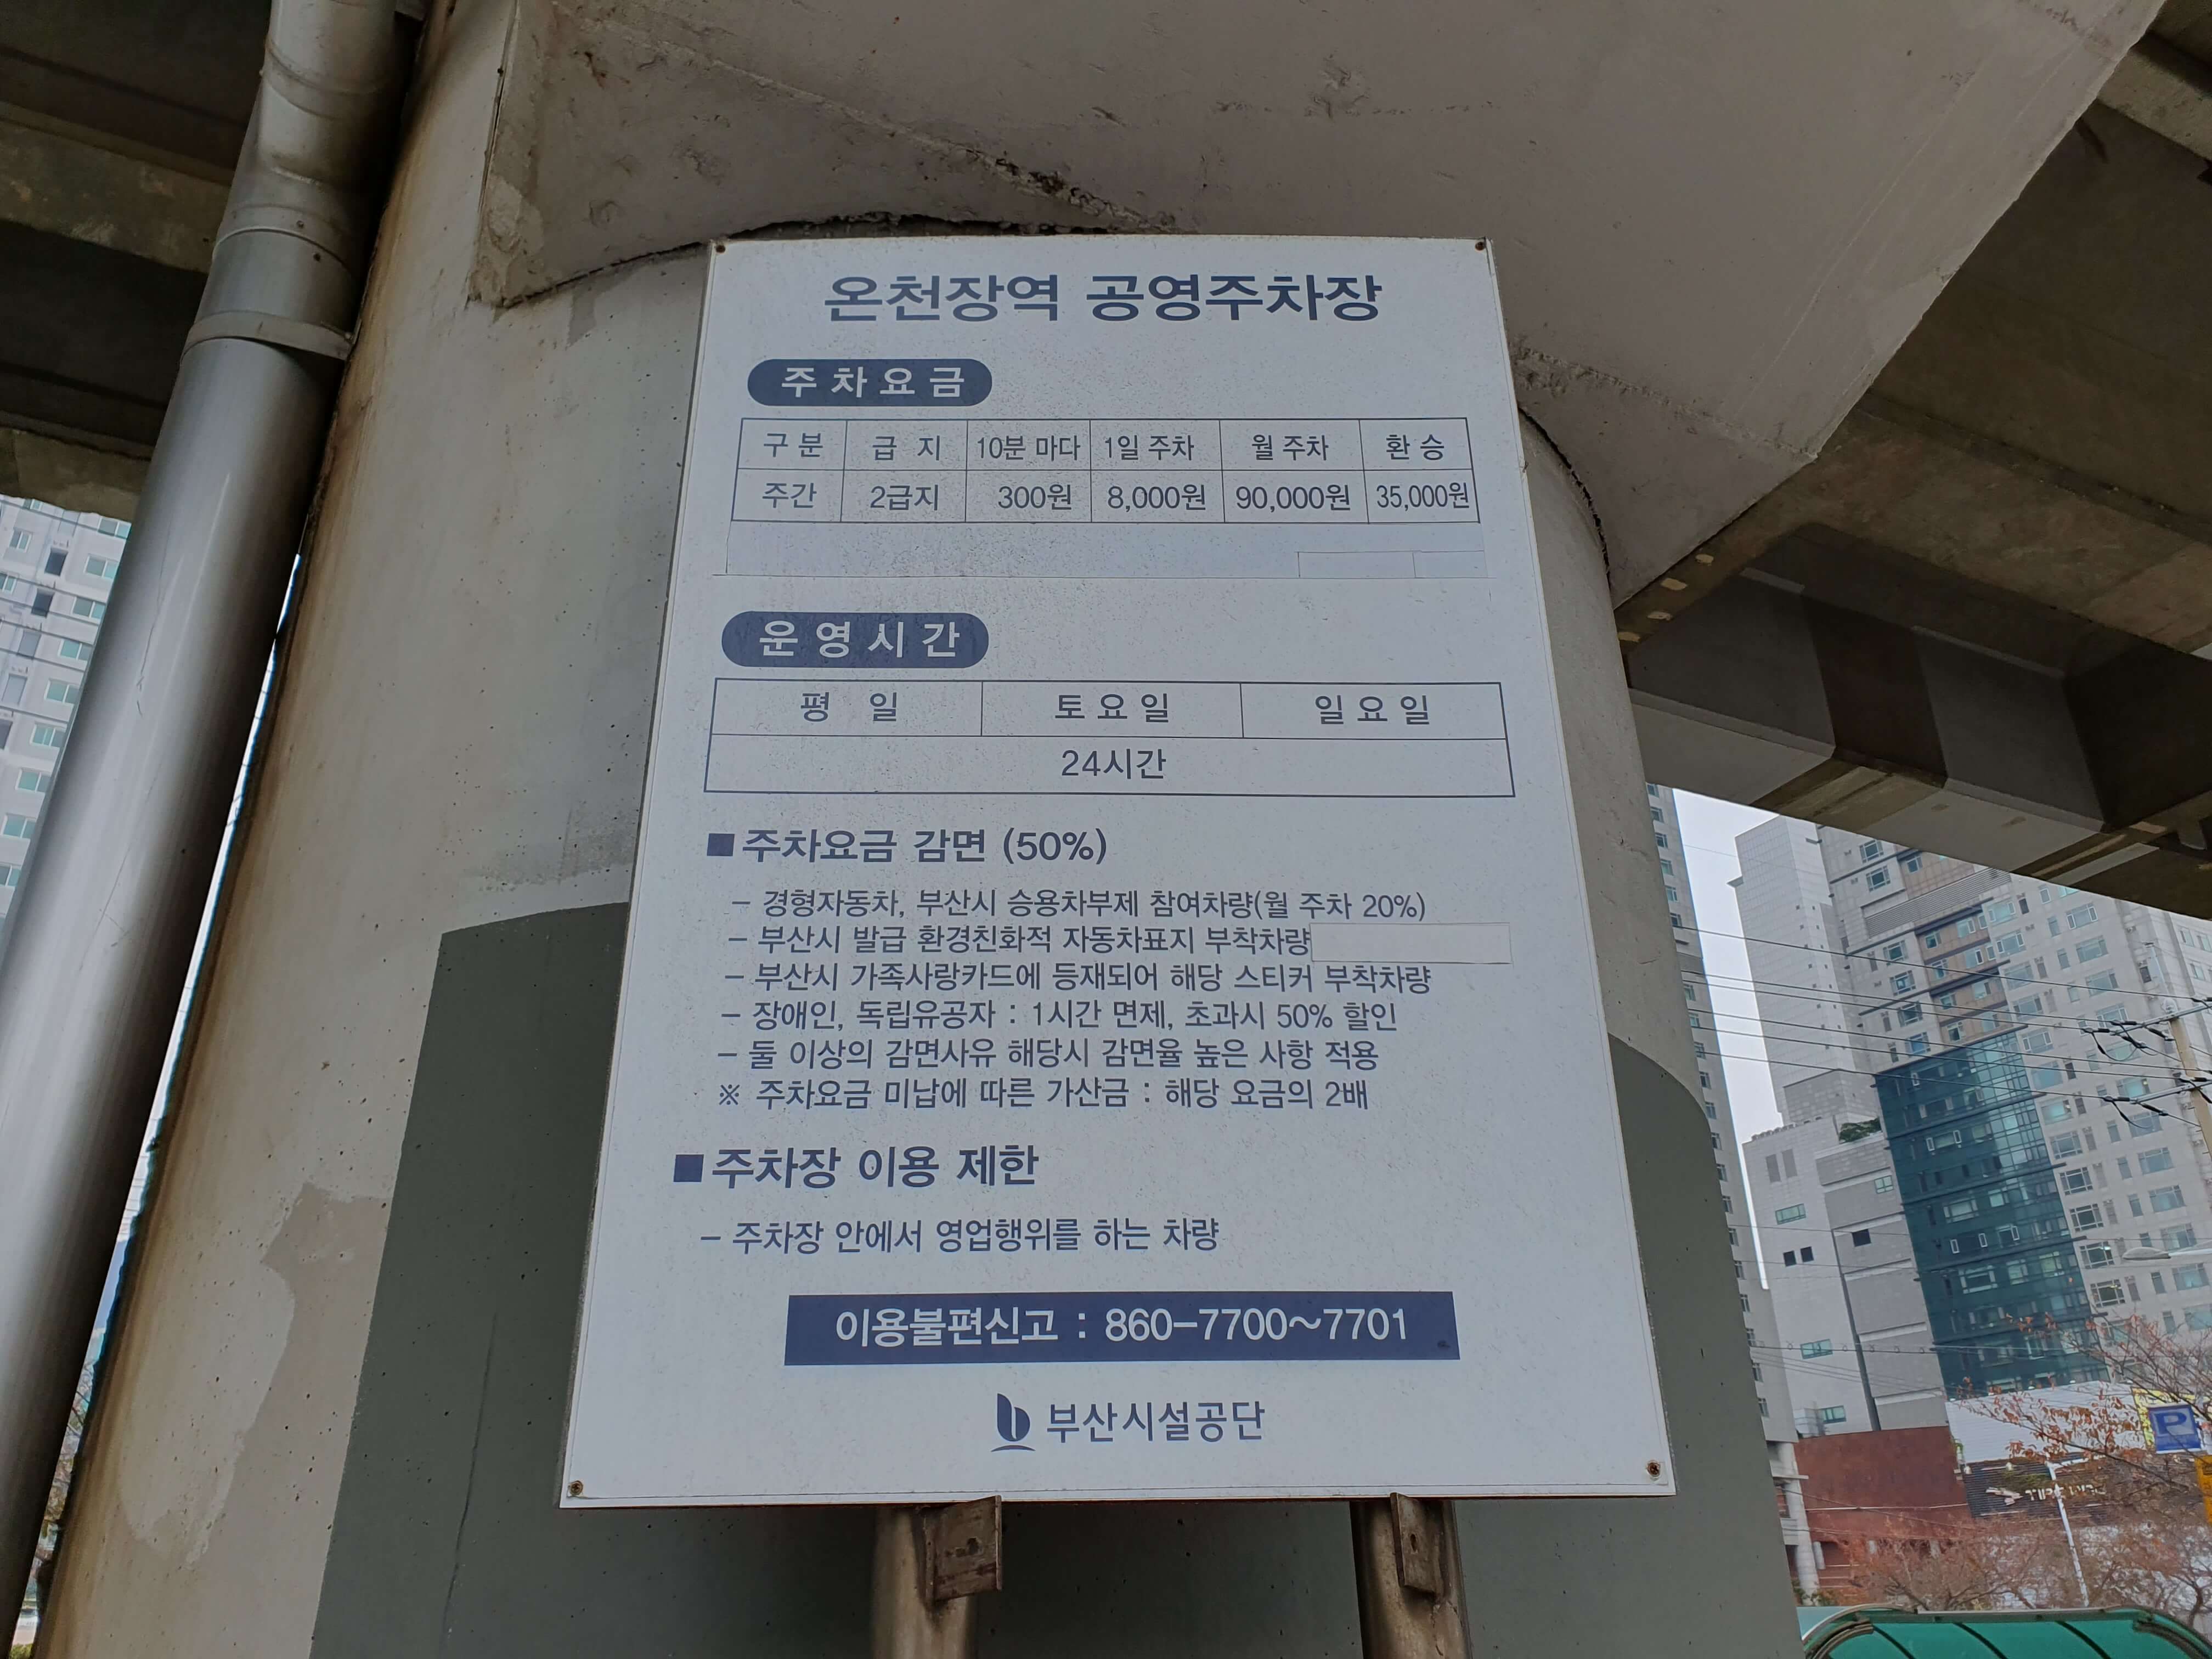 온천장역 공영주차장
주차요금
구분 급지 10분 마다 1일 주차 월 주차 환승
주간 2급지 300원 8,000원 90,000원 35,000원
운영시간
평일 토요일 일요일
24시간
■ 주차요금 감면 (50%)
- 경형자동차, 부산시 승용차부제 참여차량(월 주차 20%)
- 부산시 발급 환경친화적 자동차표지 부착차량
- 부산시 가족사랑카드에 등재되어 해당 스티커 부착차량
- 장애인, 독립유공자 : 1시간 면제, 초과시 50% 할인
- 둘 이상의 감면사유 해당시 감면율 높은 사항 적용
※ 주차요금 미납에 따른 가산금 : 해당 요금의 2배
■ 주차장 이용 제한
- 주차장 안에서 영업행위를 하는 차량
이용불편신고 : 860-7700~7701
부산시설공단
P